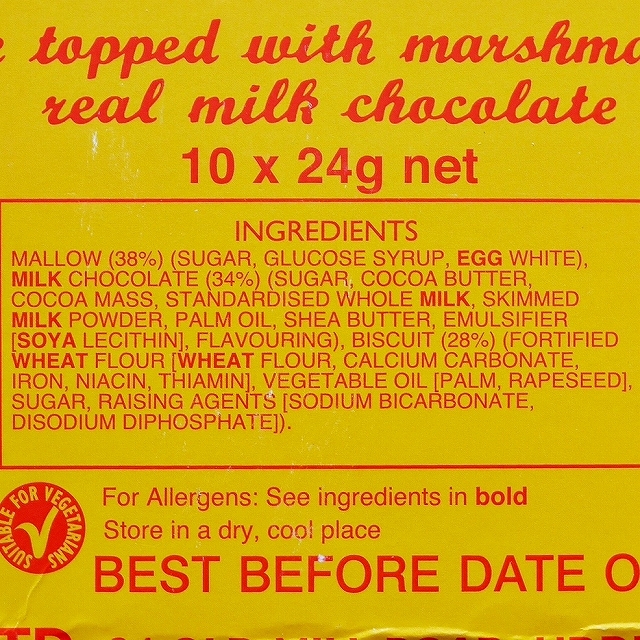 topped with marshma
real milk chocolate
10 x 24g net
INGREDIENTS
MALLOW (38%) (SUGAR, GLUCOSE SYRUP, EGG WHITE),
MILK CHOCOLATE (34%) (SUGAR, COCOA BUTTER,
COCOA MASS, STANDARDISED WHOLE MILK, SKIMMED
MILK POWDER, PALM OIL, SHEA BUTTER, EMULSIFIER
[SOYA LECITHIN], FLAVOURING), BISCUIT (28%) (FORTIFIED
WHEAT FLOUR [WHEAT FLOUR, CALCIUM CARBONATE,
IRON, NIACIN, THIAMIN], VEGETABLE OIL [PALM, RAPESEED],
SUGAR, RAISING AGENTS [SODIUM BICARBONATE,
DISODIUM DIPHOSPHATE]).
SUITABLE FOR VEGETARIANS
For Allergens: See ingredients in bold
Store in a dry, cool place
BEST BEFORE DATE O